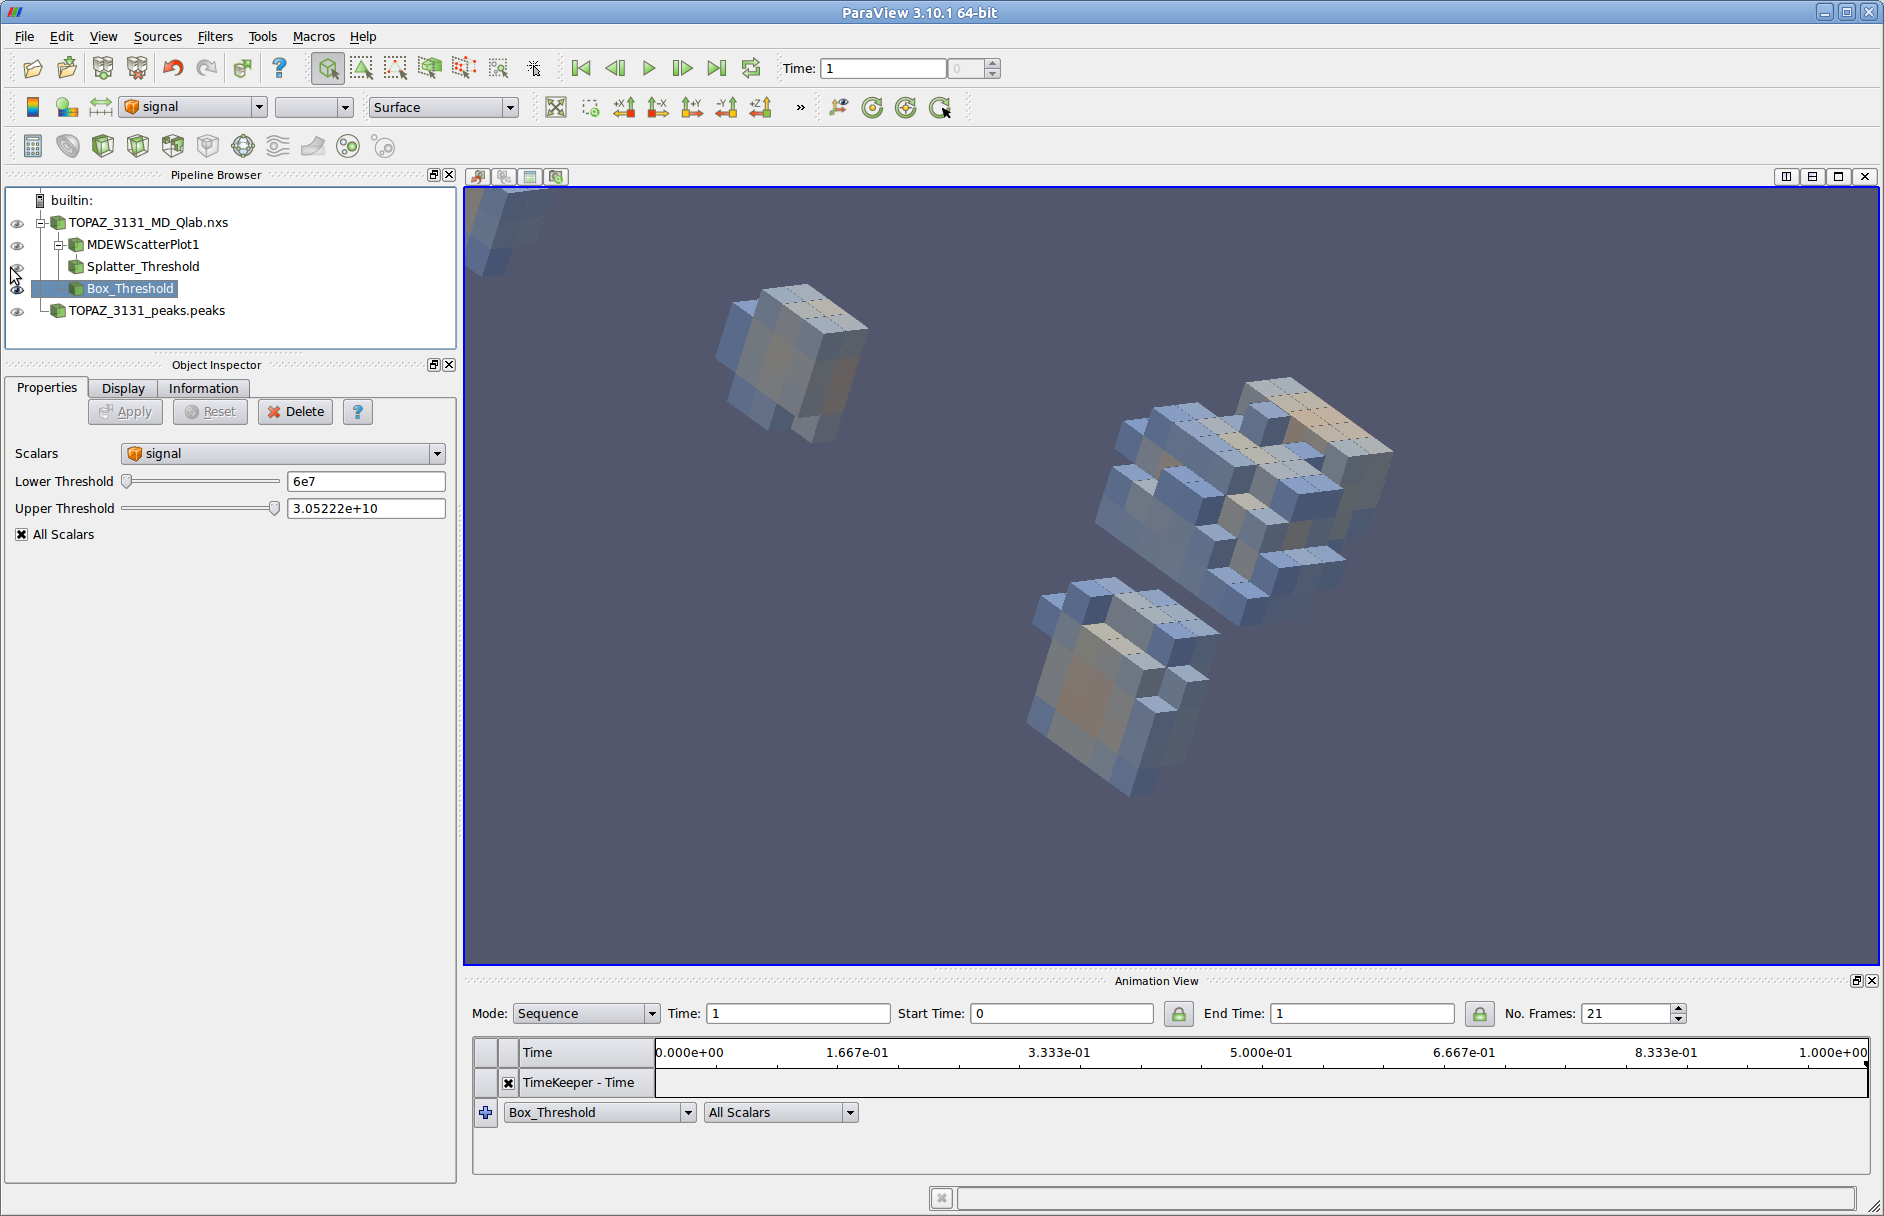 ParaView 3.10.1 64-bit
File Edit View Sources Filters Tools Macros Help
Time: 1 0
signal Surface +X -X +Y -Y +Z »
Pipeline Browser
builtin:
TOPAZ_3131_MD_Qlab.nxs
MDEWScatterPlot1
Splatter_Threshold
Box_Threshold
TOPAZ_3131_peaks.peaks
Object Inspector
Properties Display Information
Apply Reset Delete ?
Scalars signal
Lower Threshold 6e7
Upper Threshold 3.05222e+10
All Scalars
Animation View
Mode: Sequence Time: 1 Start Time: 0 End Time: 1 No. Frames: 21
Time 0.000e+00 1.667e-01 3.333e-01 5.000e-01 6.667e-01 8.333e-01 1.000e+00
TimeKeeper - Time
Box_Threshold All Scalars